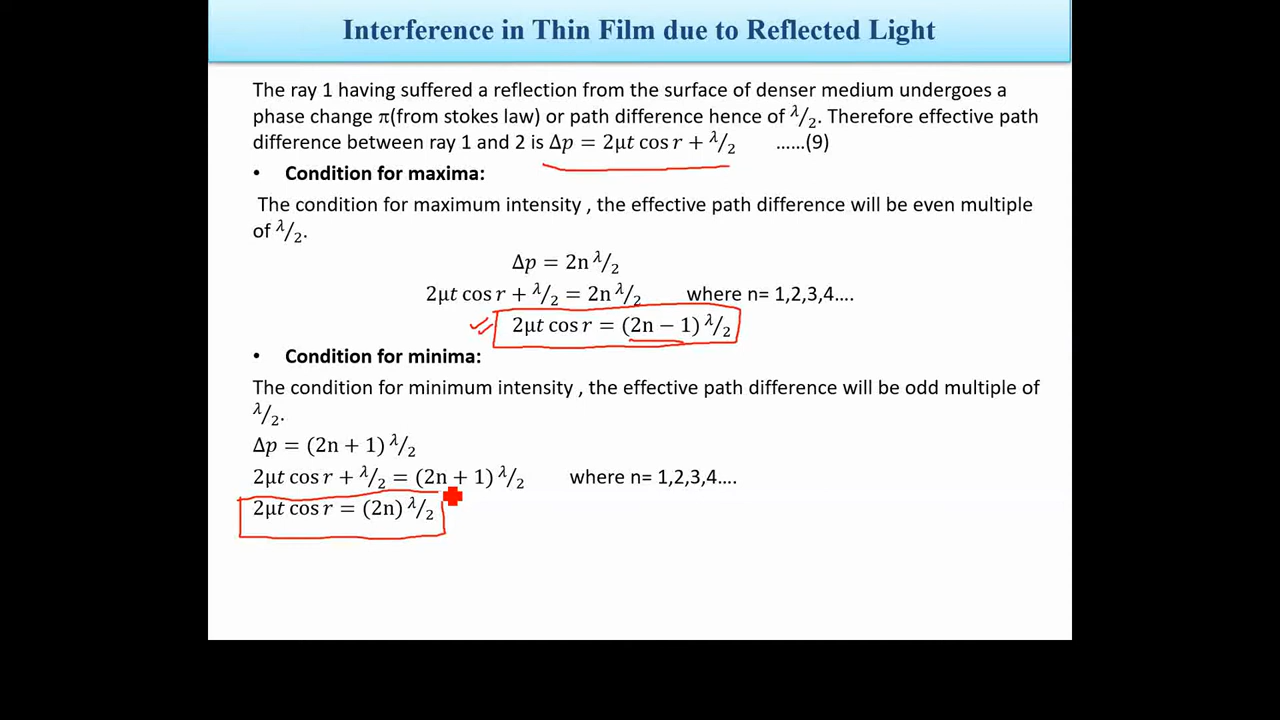 Interference in Thin Film due to Reflected Light
The ray 1 having suffered a reflection from the surface of denser medium undergoes a
phase change π(from stokes law) or path difference hence of λ/2. Therefore effective path
difference between ray 1 and 2 is Δp = 2μt cos r + λ/2 ......(9)
• Condition for maxima:
The condition for maximum intensity , the effective path difference will be even multiple
of λ/2.
Δp = 2n λ/2
2μt cos r + λ/2 = 2n λ/2 where n= 1,2,3,4....
2μt cos r = (2n − 1) λ/2
• Condition for minima:
The condition for minimum intensity , the effective path difference will be odd multiple of
λ/2.
Δp = (2n + 1) λ/2
2μt cos r + λ/2 = (2n + 1) λ/2 where n= 1,2,3,4....
2μt cos r = (2n) λ/2